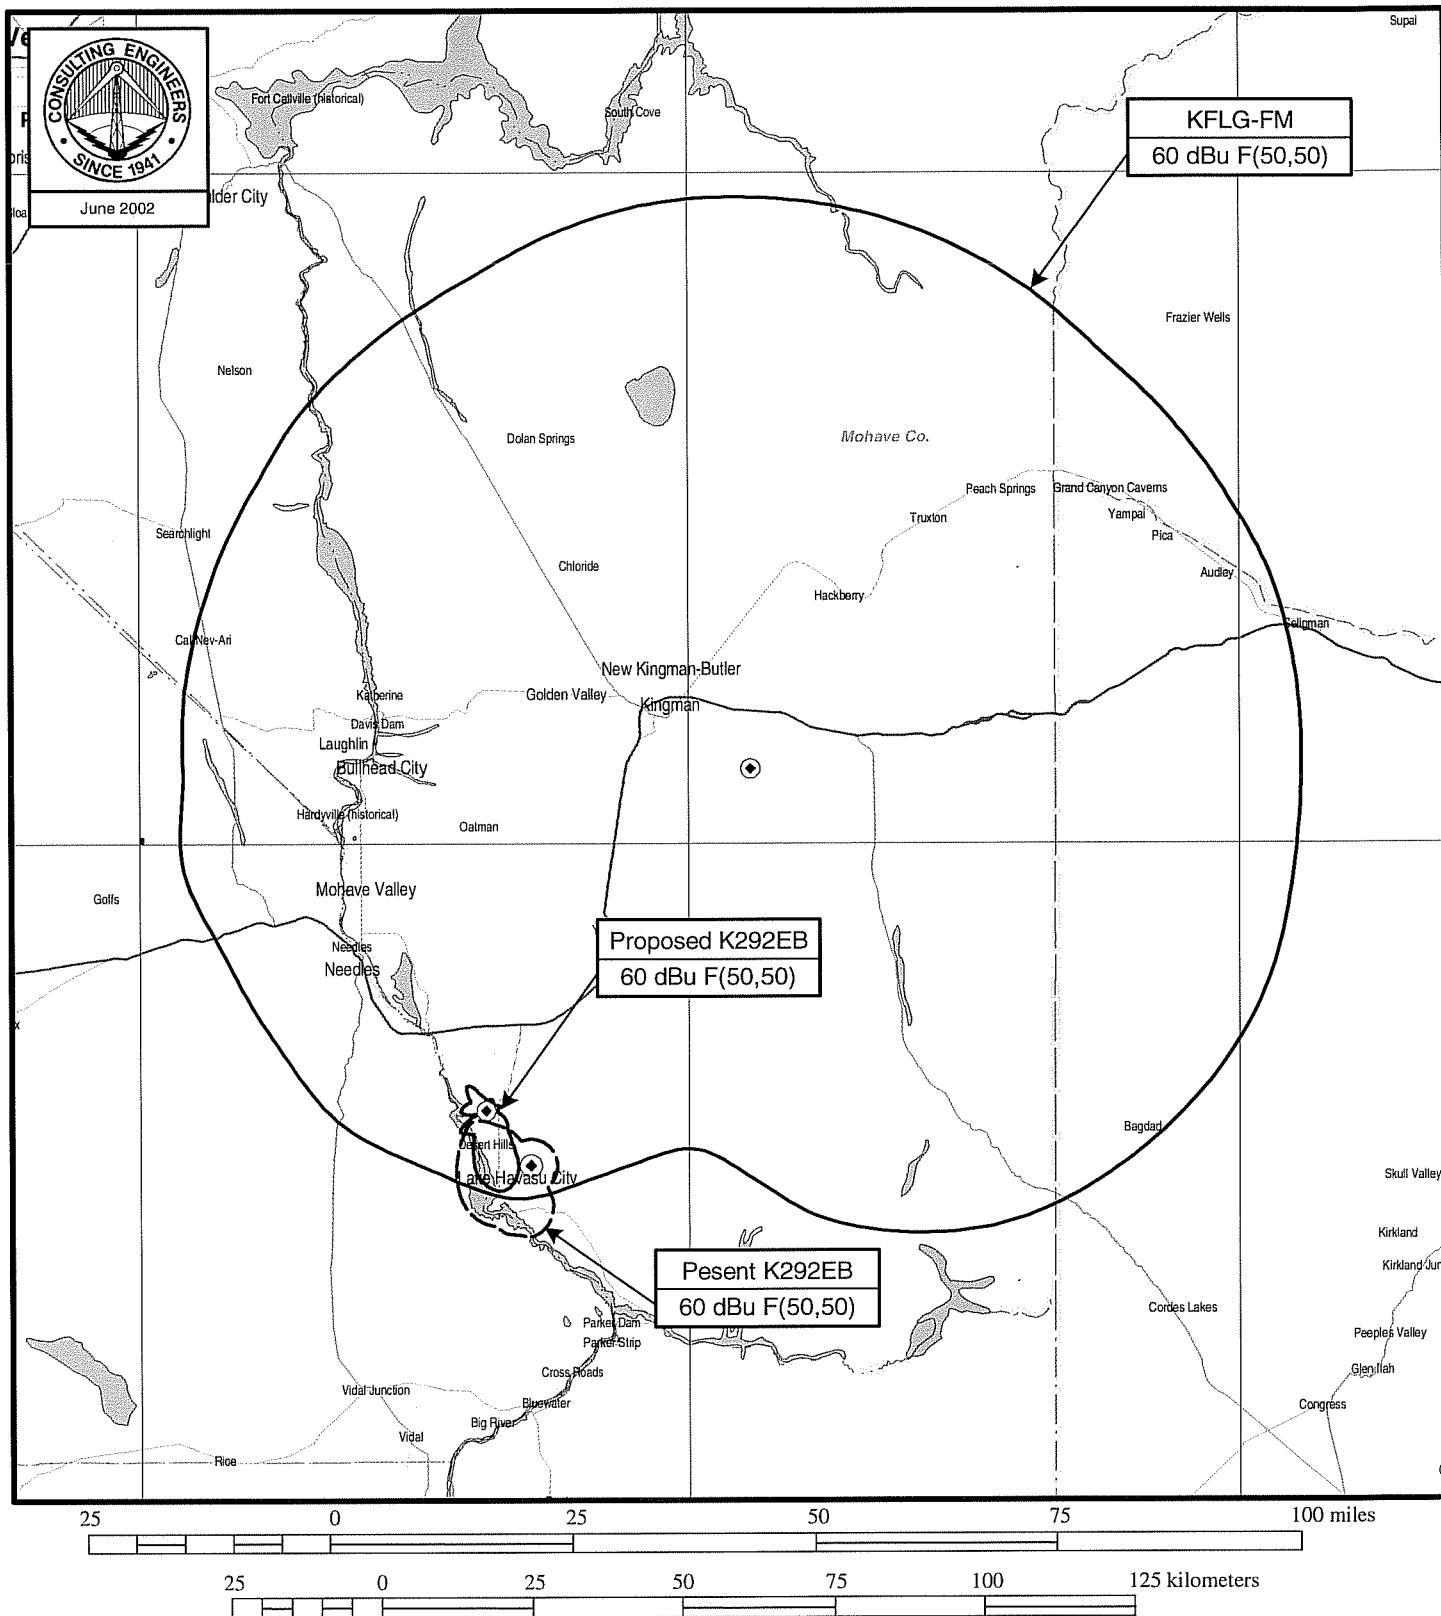 Supai
CONSULTING ENGINEERS
SINCE 1941
June 2002
Fort Callville (historical)
South Cove
KFLG-FM
60 dBu F(50,50)
lder City
Frazier Wells
Nelson
Dolan Springs
Mohave Co.
Peach Springs
Grand Canyon Caverns
Yampai
Truxton
Pica
Searchlight
Chloride
Audley
Hackberry
Seligman
Cal Nev-Ari
New Kingman-Butler
Katherine
Golden Valley
Kingman
Davis Dam
Laughlin
Bullhead City
Hardyville (historical)
Oatman
Mohave Valley
Goffs
Needles
Needles
Proposed K292EB
60 dBu F(50,50)
Bagdad
Desert Hills
Lake Havasu City
Skull Valley
Kirkland
Kirkland Jun
Pesent K292EB
60 dBu F(50,50)
Cordes Lakes
Parker Dam
Parker Strip
Peeples Valley
Cross Roads
Glen Ilah
Vidal Junction
Bluewater
Congress
Big River
Vidal
Rice
25 0 25 50 75 100 miles
25 0 25 50 75 100 125 kilometers